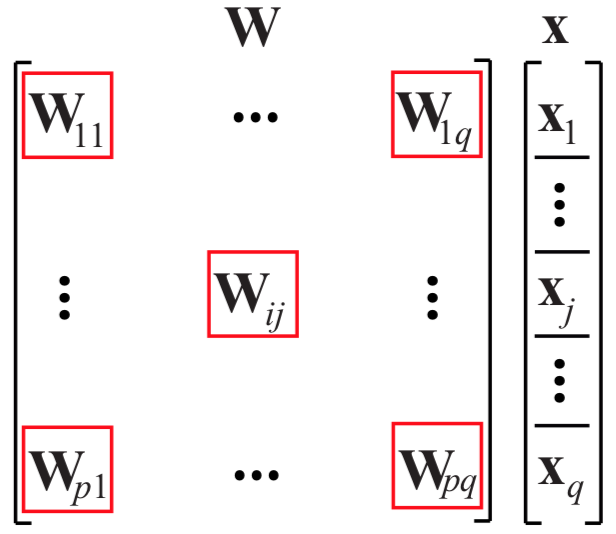 W x
W11 ... W1q x1
⋮
⋮ Wij ⋮ xj
⋮
Wp1 ... Wpq xq